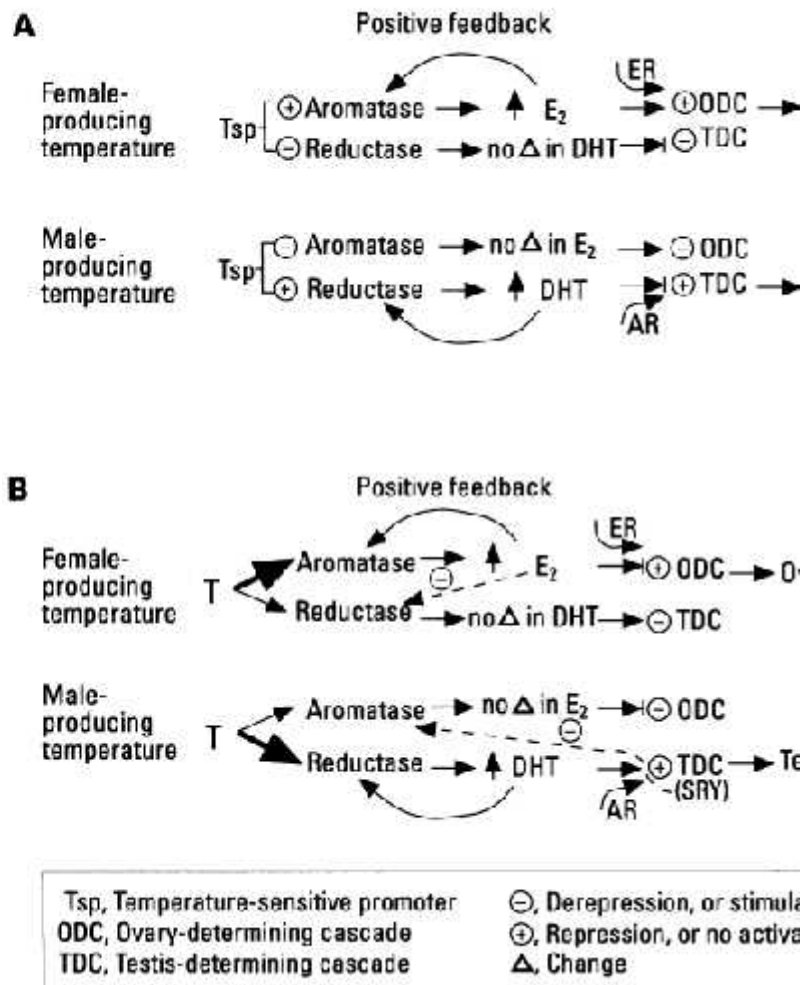 A
Positive feedback
Female-
producing
temperature
Tsp
⊕ Aromatase E₂ ER ⊕ ODC
⊖ Reductase no Δ in DHT ⊖ TDC
Male-
producing
temperature
Tsp
⊖ Aromatase no Δ in E₂ ⊖ ODC
⊕ Reductase DHT ⊕ TDC
AR
B
Positive feedback
Female-
producing
temperature
T
Aromatase E₂ ER ⊕ ODC
⊖
Reductase no Δ in DHT ⊖ TDC
Male-
producing
temperature
T
Aromatase no Δ in E₂ ⊖ ODC
⊖
Reductase DHT ⊕ TDC
AR (SRY)
Tsp, Temperature-sensitive promoter
ODC, Ovary-determining cascade
TDC, Testis-determining cascade
⊖, Derepression, or
⊕, Repression, or no
Δ, Change